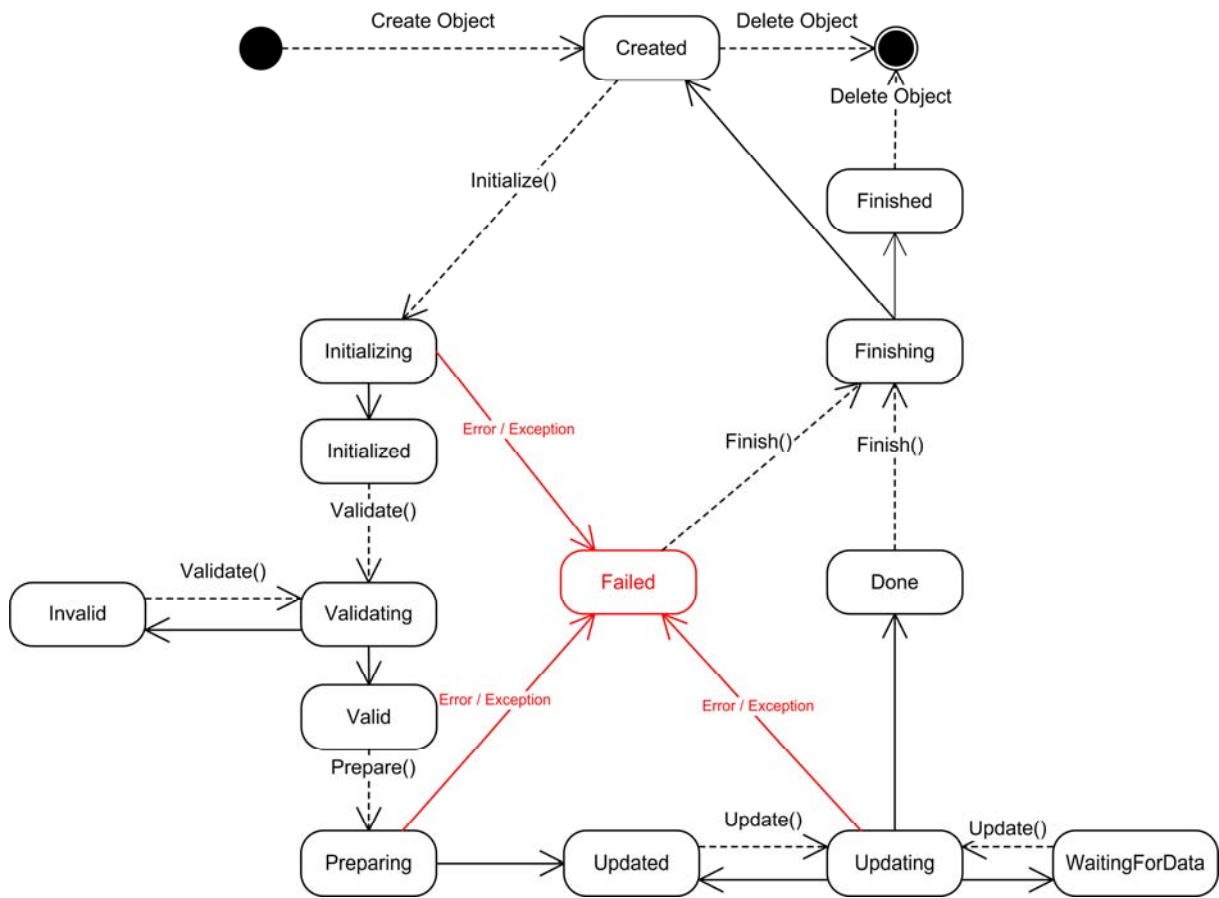 Create Object
Delete Object
Created
Delete Object
Initialize()
Finished
Initializing
Finishing
Error / Exception
Finish()
Finish()
Initialized
Validate()
Validate()
Failed
Done
Invalid
Validating
Valid
Error / Exception
Error / Exception
Prepare()
Update()
Update()
Preparing
Updated
Updating
WaitingForData